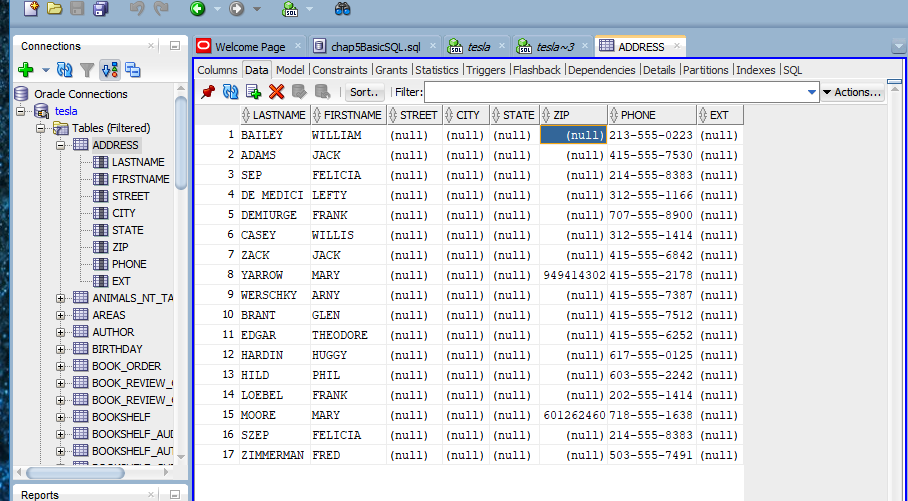 Connections
Oracle Connections
tesla
Tables (Filtered)
ADDRESS
LASTNAME
FIRSTNAME
STREET
CITY
STATE
ZIP
PHONE
EXT
ANIMALS_NT_TA
AREAS
AUTHOR
BIRTHDAY
BOOK_ORDER
BOOK_REVIEW_
BOOK_REVIEW_
BOOKSHELF
BOOKSHELF_AUD
BOOKSHELF_AUT
Reports
Welcome Page chap5BasicSQL.sql tesla tesla~3 ADDRESS
Columns Data Model Constraints Grants Statistics Triggers Flashback Dependencies Details Partitions Indexes SQL
Sort.. Filter: Actions...
LASTNAME FIRSTNAME STREET CITY STATE ZIP PHONE EXT
1 BAILEY WILLIAM (null) (null) (null) (null) 213-555-0223 (null)
2 ADAMS JACK (null) (null) (null) (null) 415-555-7530 (null)
3 SEP FELICIA (null) (null) (null) (null) 214-555-8383 (null)
4 DE MEDICI LEFTY (null) (null) (null) (null) 312-555-1166 (null)
5 DEMIURGE FRANK (null) (null) (null) (null) 707-555-8900 (null)
6 CASEY WILLIS (null) (null) (null) (null) 312-555-1414 (null)
7 ZACK JACK (null) (null) (null) (null) 415-555-6842 (null)
8 YARROW MARY (null) (null) (null) 949414302 415-555-2178 (null)
9 WERSCHKY ARNY (null) (null) (null) (null) 415-555-7387 (null)
10 BRANT GLEN (null) (null) (null) (null) 415-555-7512 (null)
11 EDGAR THEODORE (null) (null) (null) (null) 415-555-6252 (null)
12 HARDIN HUGGY (null) (null) (null) (null) 617-555-0125 (null)
13 HILD PHIL (null) (null) (null) (null) 603-555-2242 (null)
14 LOEBEL FRANK (null) (null) (null) (null) 202-555-1414 (null)
15 MOORE MARY (null) (null) (null) 601262460 718-555-1638 (null)
16 SZEP FELICIA (null) (null) (null) (null) 214-555-8383 (null)
17 ZIMMERMAN FRED (null) (null) (null) (null) 503-555-7491 (null)